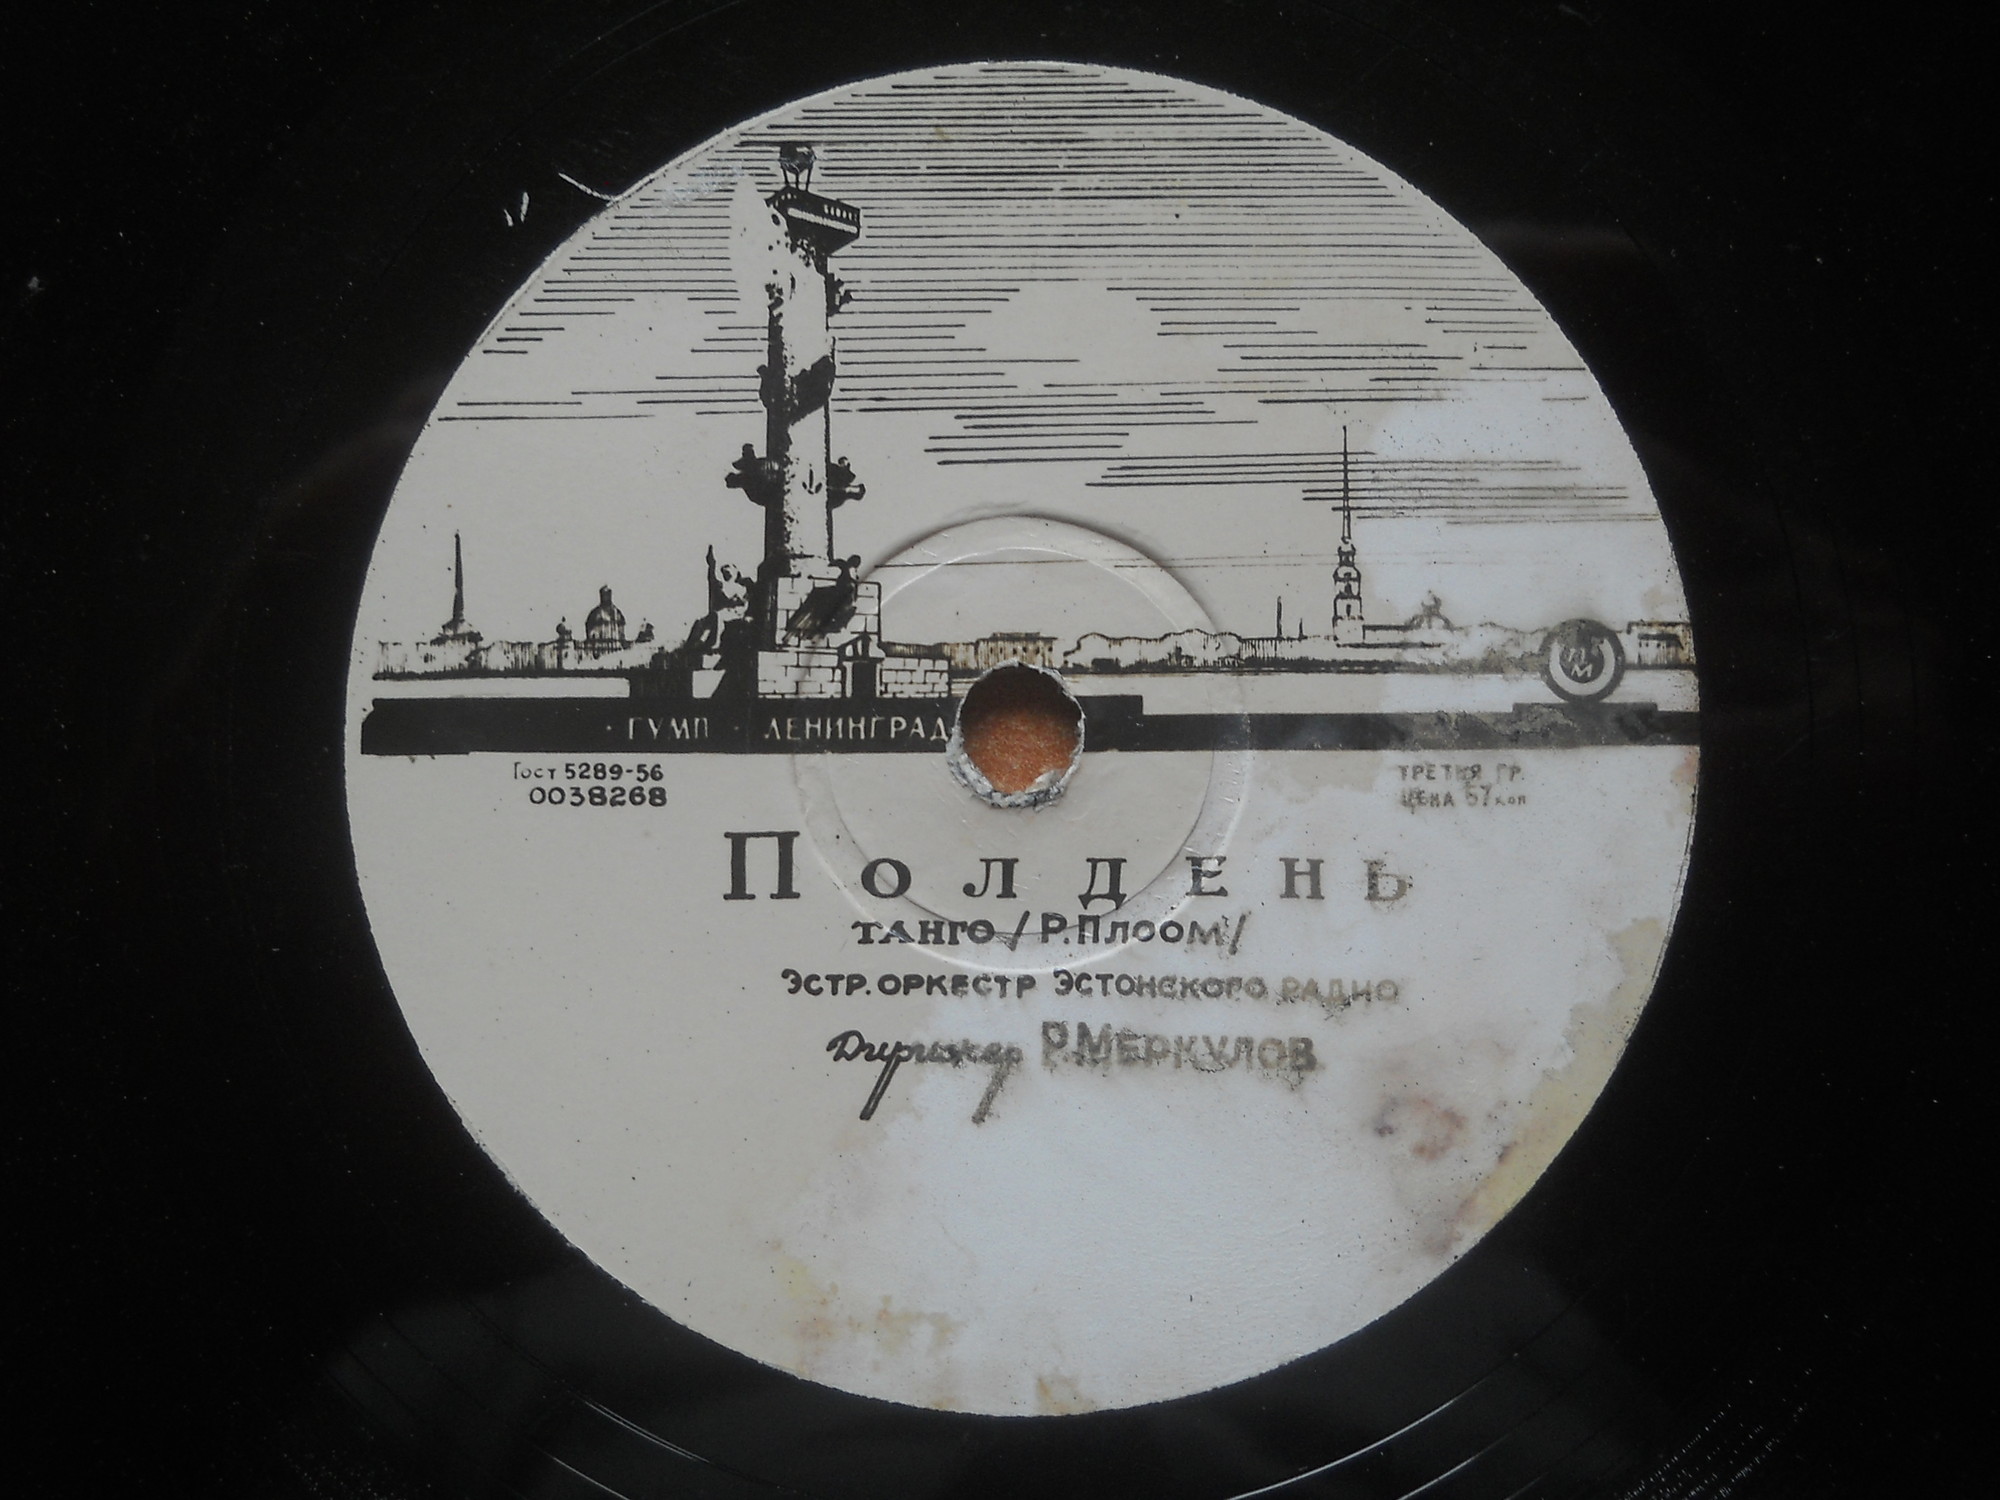 · ГУМП · ЛЕНИНГРАД
Гост 5289-56
0038268
ТРЕТЬЯ ГР.
ЦЕНА 57 коп
ПОЛДЕНЬ
ТАНГО / Р.ПЛООМ/
ЭСТР. ОРКЕСТР ЭСТОНСКОГО РАДИО
Дирижер Р.МЕРКУЛОВ